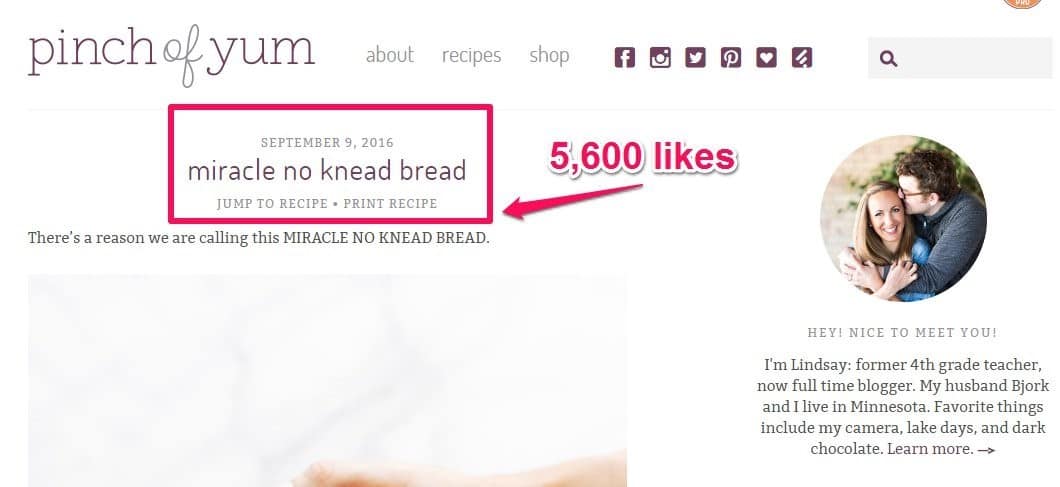 PRO
pinch of yum
about recipes shop
SEPTEMBER 9, 2016
miracle no knead bread
JUMP TO RECIPE • PRINT RECIPE
5,600 likes
There's a reason we are calling this MIRACLE NO KNEAD BREAD.
HEY! NICE TO MEET YOU!
I'm Lindsay: former 4th grade teacher,
now full time blogger. My husband Bjork
and I live in Minnesota. Favorite things
include my camera, lake days, and dark
chocolate. Learn more. —>